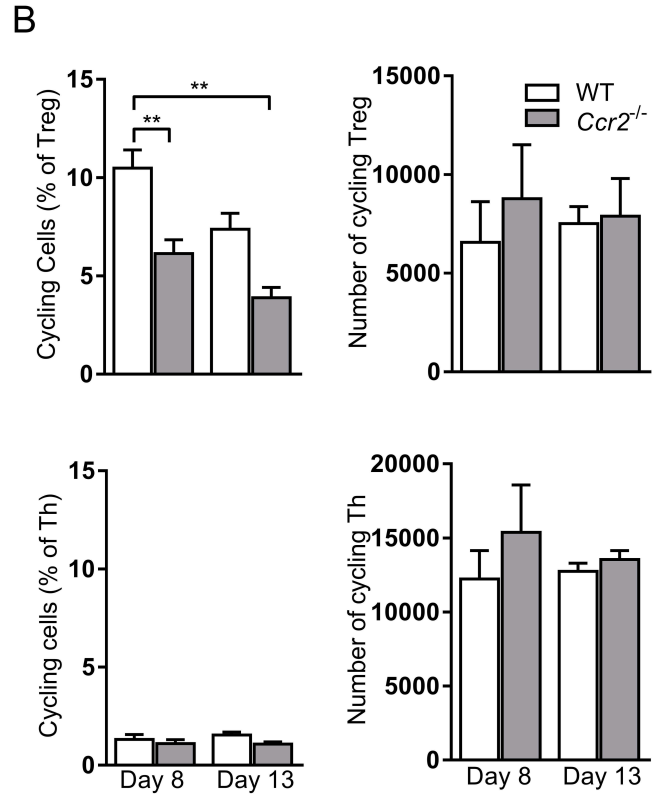 B
Cycling Cells (% of Treg)
15
10
5
0
**
**
Number of cycling Treg
15000
10000
5000
0
WT
Ccr2-/-
Cycling cells (% of Th)
15
10
5
0
Day 8 Day 13
Number of cycling Th
20000
15000
10000
5000
0
Day 8 Day 13